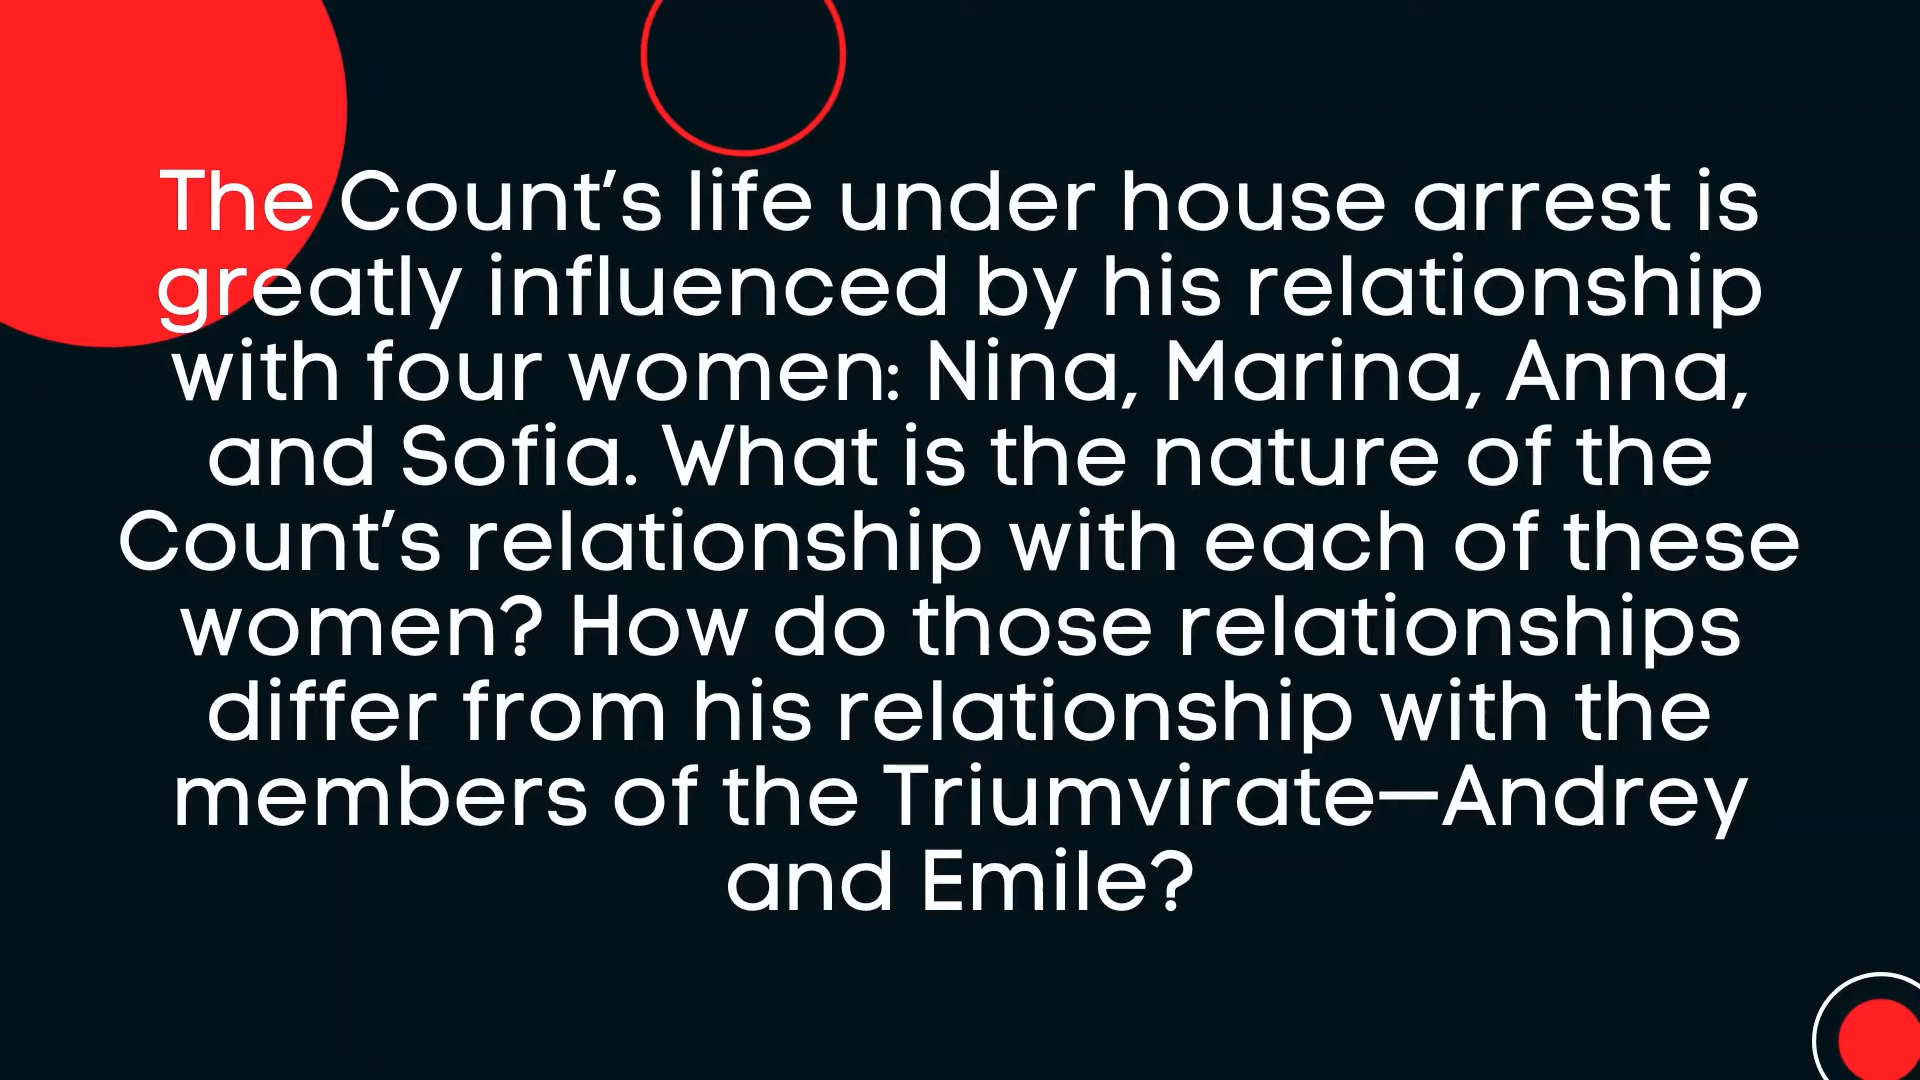 The Count’s life under house arrest is
greatly influenced by his relationship
with four women: Nina, Marina, Anna,
and Sofia. What is the nature of the
Count’s relationship with each of these
women? How do those relationships
differ from his relationship with the
members of the Triumvirate—Andrey
and Emile?